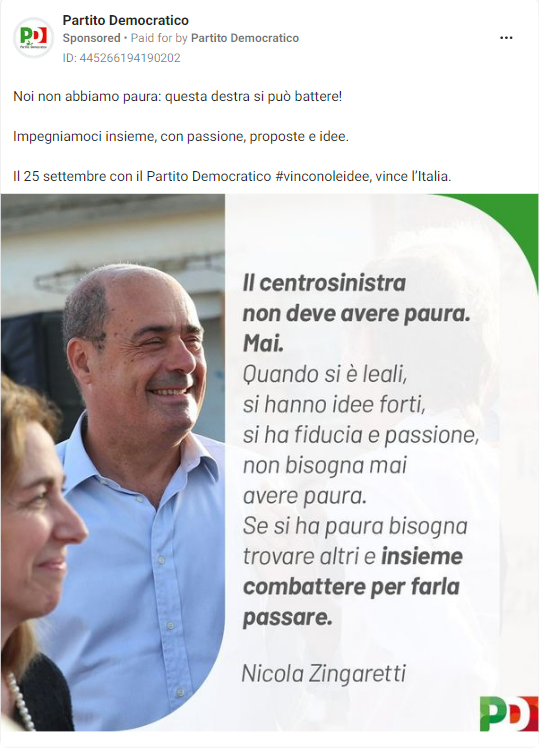 Partito Democratico
Sponsored • Paid for by Partito Democratico
ID: 445266194190202
Noi non abbiamo paura: questa destra si può battere!
Impegniamoci insieme, con passione, proposte e idee.
Il 25 settembre con il Partito Democratico #vinconoleidee, vince l'Italia.
Il centrosinistra
non deve avere paura.
Mai.
Quando si è leali,
si hanno idee forti,
si ha fiducia e passione,
non bisogna mai
avere paura.
Se si ha paura bisogna
trovare altri e insieme
combattere per farla
passare.
Nicola Zingaretti
PD